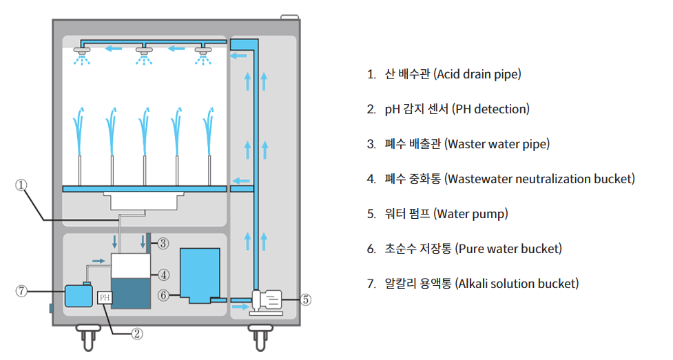 ①
③
④
⑦
PH
⑥
⑤
②
1. 산 배수관 (Acid drain pipe)
2. pH 감지 센서 (PH detection)
3. 폐수 배출관 (Waster water pipe)
4. 폐수 중화통 (Wastewater neutralization bucket)
5. 워터 펌프 (Water pump)
6. 초순수 저장통 (Pure water bucket)
7. 알칼리 용액통 (Alkali solution bucket)